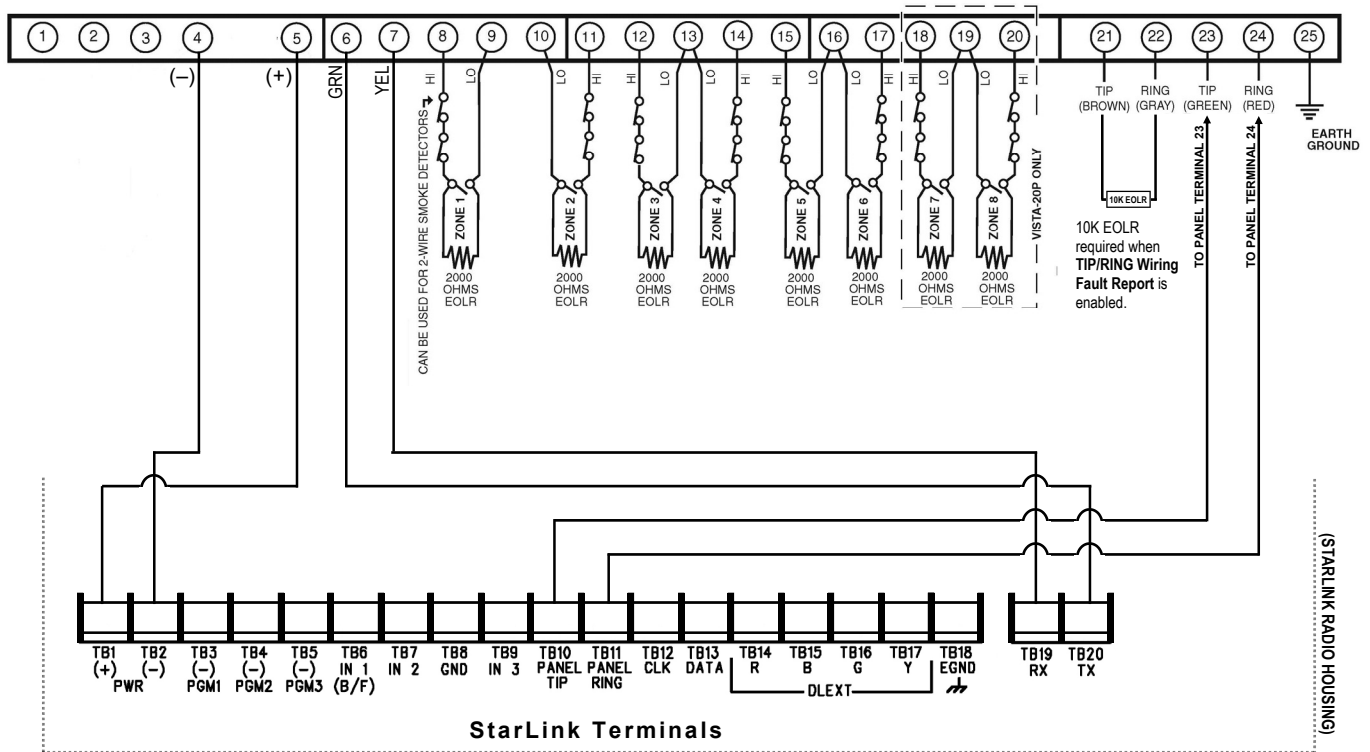 1 2 3 4 5 6 7 8 9 10 11 12 13 14 15 16 17 18 19 20 21 22 23 24 25
(–) (+) GRN YEL
HI LO LO HI HI LO LO HI HI LO LO HI HI LO LO HI
TIP (BROWN)
RING (GRAY)
TIP (GREEN)
RING (RED)
EARTH
GROUND
CAN BE USED FOR 2-WIRE SMOKE DETECTORS
ZONE 1
ZONE 2
ZONE 3
ZONE 4
ZONE 5
ZONE 6
ZONE 7
ZONE 8
2000
OHMS
EOLR
2000
OHMS
EOLR
2000
OHMS
EOLR
2000
OHMS
EOLR
2000
OHMS
EOLR
2000
OHMS
EOLR
2000
OHMS
EOLR
2000
OHMS
EOLR
VISTA-20P ONLY
10K EOLR
10K EOLR
required when
TIP/RING Wiring
Fault Report is
enabled.
TO PANEL TERMINAL 23
TO PANEL TERMINAL 24
(STARLINK RADIO HOUSING)
TB1 TB2 TB3 TB4 TB5 TB6 TB7 TB8 TB9 TB10 TB11 TB12 TB13 TB14 TB15 TB16 TB17 TB18 TB19 TB20
(+) (-) (-) (-) (-) IN 1 IN 2 GND IN 3 PANEL PANEL CLK DATA R B G Y EGND RX TX
PWR PGM1 PGM2 PGM3 (B/F) TIP RING DLEXT
StarLink Terminals